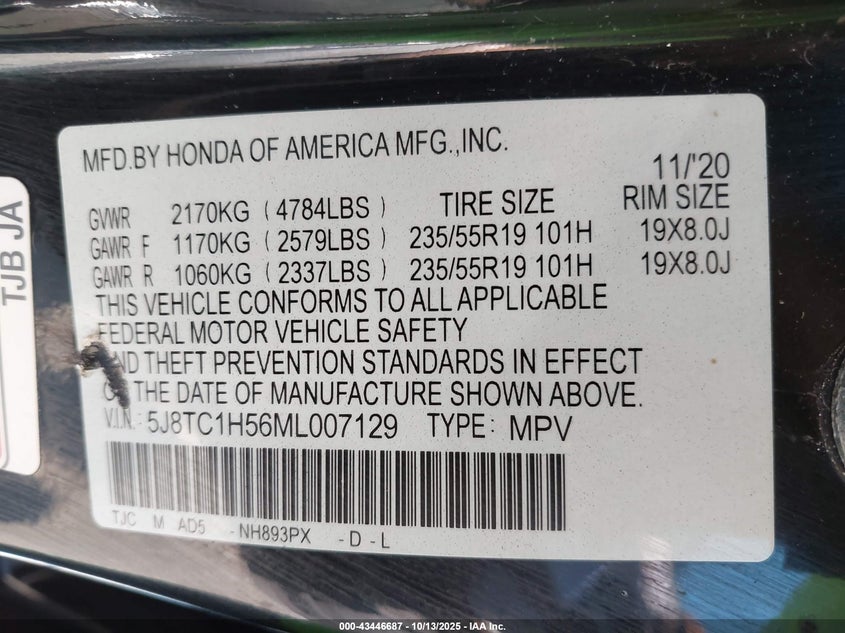 MFD.BY HONDA OF AMERICA MFG.,INC.
11/'20
GVWR 2170KG (4784LBS) TIRE SIZE RIM SIZE
GAWR F 1170KG (2579LBS) 235/55R19 101H 19X8.0J
GAWR R 1060KG (2337LBS) 235/55R19 101H 19X8.0J
THIS VEHICLE CONFORMS TO ALL APPLICABLE
FEDERAL MOTOR VEHICLE SAFETY
AND THEFT PREVENTION STANDARDS IN EFFECT
ON THE DATE OF MANUFACTURE SHOWN ABOVE.
V.I.N.: 5J8TC1H56ML007129 TYPE: MPV
TJC M AD5 -NH893PX -D-L
TJB JA
000-43446687 - 10/13/2025 - IAA Inc.